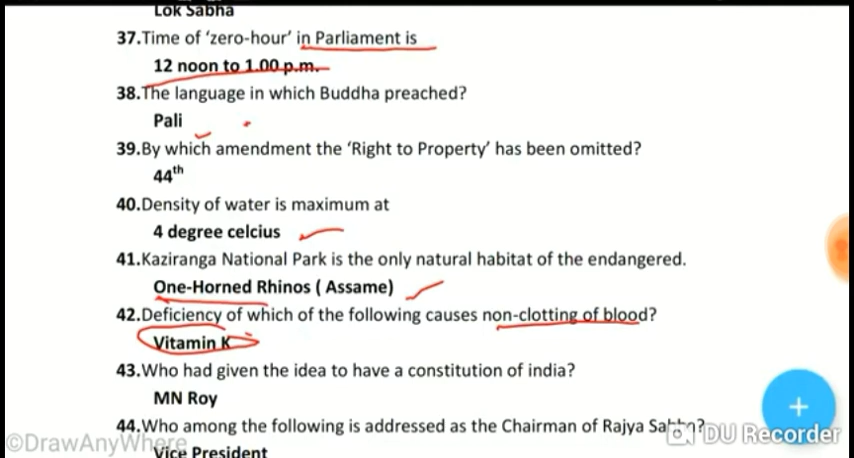 Lok Sabha
37.Time of ‘zero-hour’ in Parliament is
12 noon to 1.00 p.m.
38.The language in which Buddha preached?
Pali
39.By which amendment the ‘Right to Property’ has been omitted?
44th
40.Density of water is maximum at
4 degree celcius
41.Kaziranga National Park is the only natural habitat of the endangered.
One-Horned Rhinos ( Assame)
42.Deficiency of which of the following causes non-clotting of blood?
Vitamin K
43.Who had given the idea to have a constitution of india?
MN Roy
44.Who among the following is addressed as the Chairman of Rajya Sabha?
Vice President
©DrawAnyWhere
DU Recorder